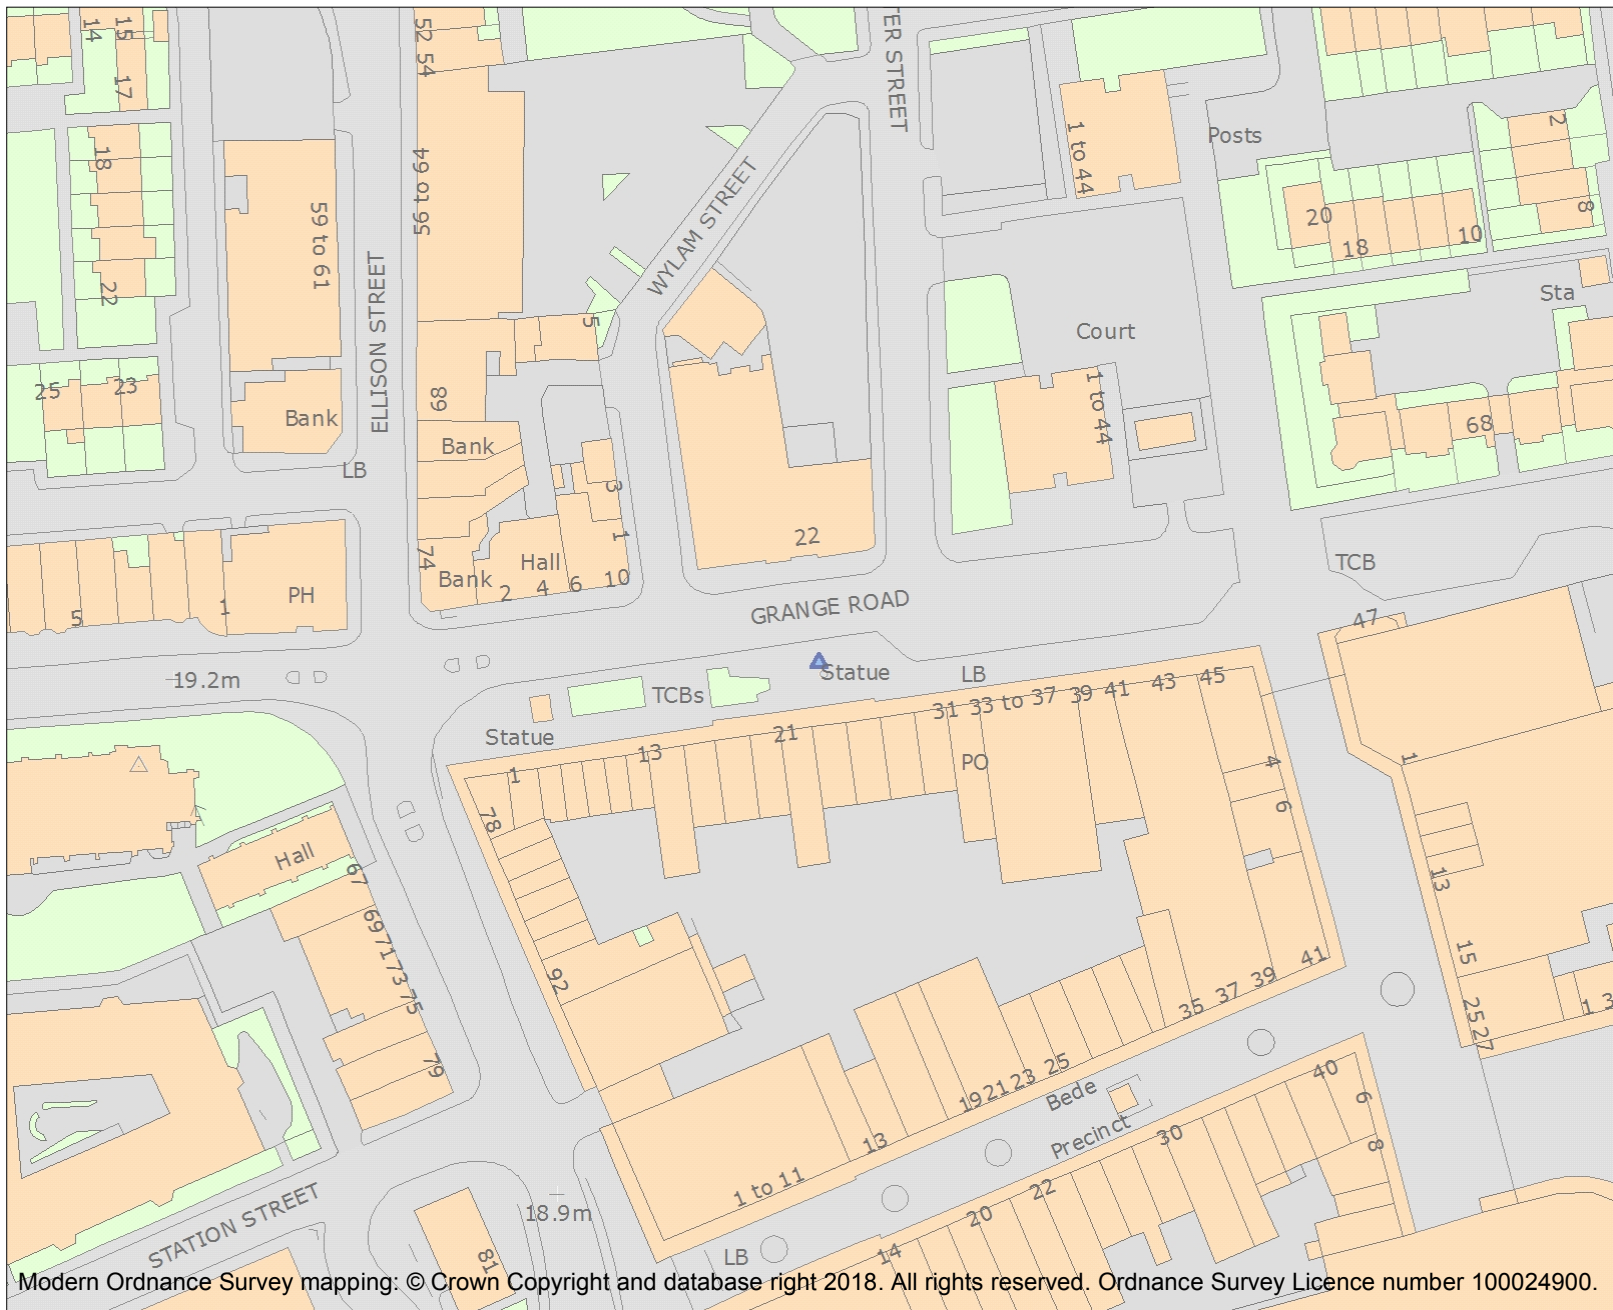 14
15
17
52
54
TER STREET
1 to 44
Posts
2
8
18
22
59 to 61
56 to 64
ELLISON STREET
WYLAM STREET
5
20
18
10
Sta
Court
1 to 44
25
23
Bank
68
Bank
LB
68
3
1
22
74
Hall
Bank
2
4
6
10
5
1
PH
TCB
47
GRANGE ROAD
19.2m
Statue
TCBs
LB
Statue
1
13
21
31
33 to 37
39
41
43
45
PO
78
4
6
1
13
15
25
27
1
3
Hall
67
69
71
73
75
79
92
35
37
39
41
19
21
23
25
13
1 to 11
Bede
Precinct
40
6
8
30
22
20
14
18.9m
LB
STATION STREET
81
Modern Ordnance Survey mapping: © Crown Copyright and database right 2018. All rights reserved. Ordnance Survey Licence number 100024900.